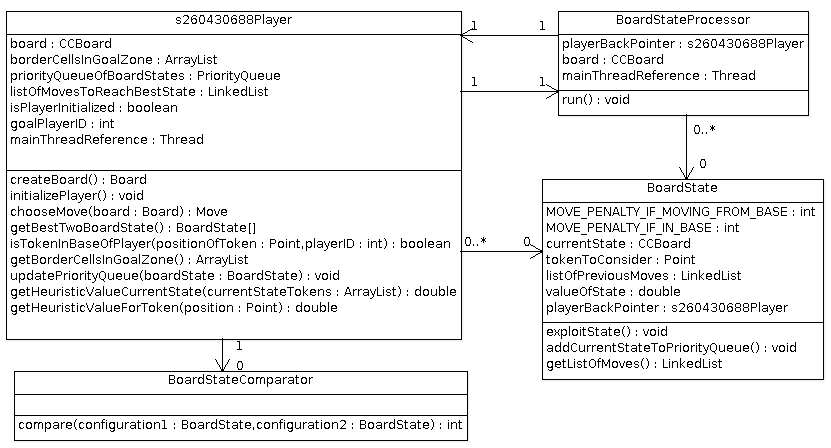 s260430688Player
board : CCBoard
borderCellsInGoalZone : ArrayList
priorityQueueOfBoardStates : PriorityQueue
listOfMovesToReachBestState : LinkedList
isPlayerInitialized : boolean
goalPlayerID : int
mainThreadReference : Thread
createBoard() : Board
initializePlayer() : void
chooseMove(board : Board) : Move
getBestTwoBoardState() : BoardState[]
isTokenInBaseOfPlayer(positionOfToken : Point,playerID : int) : boolean
getBorderCellsInGoalZone() : ArrayList
updatePriorityQueue(boardState : BoardState) : void
getHeuristicValueCurrentState(currentStateTokens : ArrayList) : double
getHeuristicValueForToken(position : Point) : double
1 1
1 1
BoardStateProcessor
playerBackPointer : s260430688Player
board : CCBoard
mainThreadReference : Thread
run() : void
0..*
0
0..* 0
BoardState
MOVE_PENALTY_IF_MOVING_FROM_BASE : int
MOVE_PENALTY_IF_IN_BASE : int
currentState : CCBoard
tokenToConsider : Point
listOfPreviousMoves : LinkedList
valueOfState : double
playerBackPointer : s260430688Player
exploitState() : void
addCurrentStateToPriorityQueue() : void
getListOfMoves() : LinkedList
1
0
BoardStateComparator
compare(configuration1 : BoardState,configuration2 : BoardState) : int